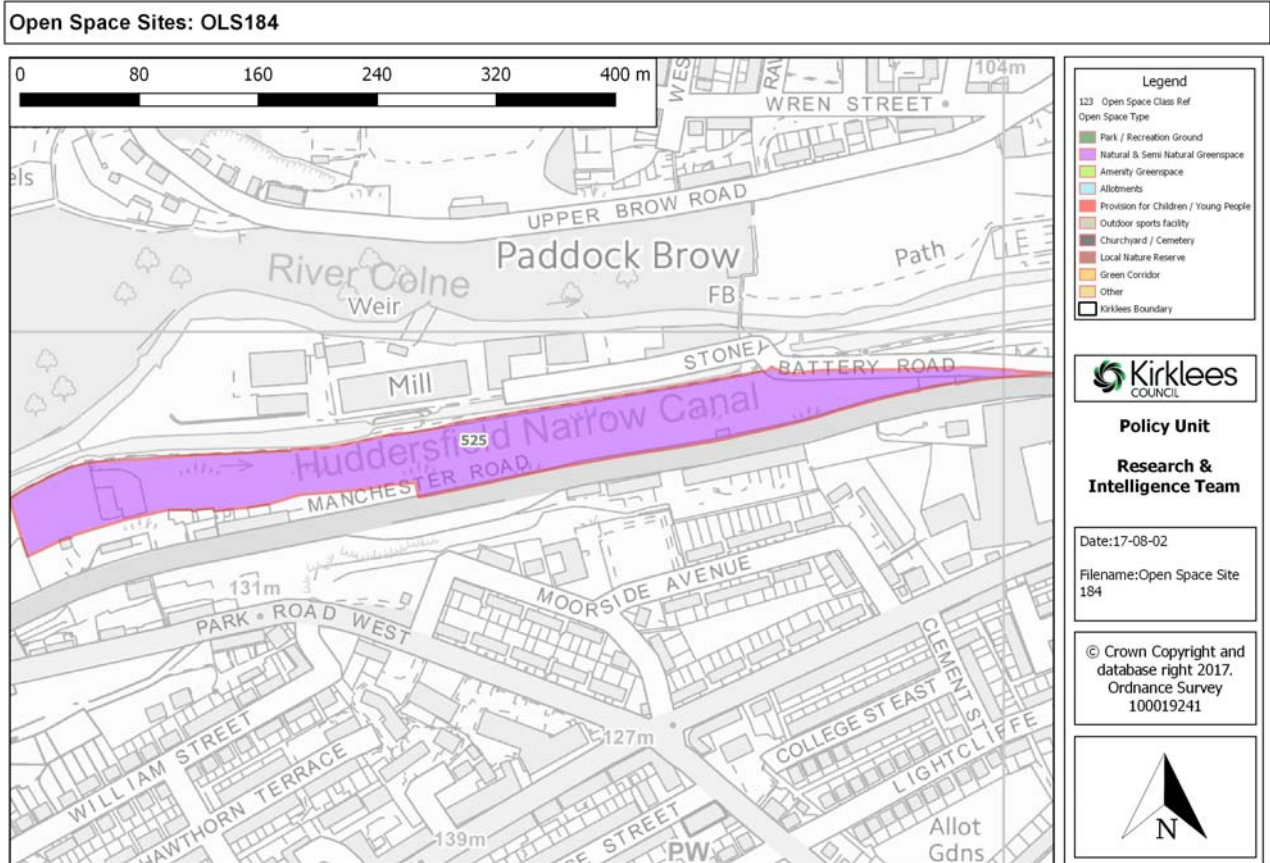 Open Space Sites: OLS184
0 80 160 240 320 400 m
104m
WREN STREET
UPPER BROW ROAD
Paddock Brow
River Colne
Weir
Path
FB
STONEY
BATTERY ROAD
Mill
Huddersfield Narrow Canal
525
MANCHESTER ROAD
131m
MOORSIDE AVENUE
PARK ROAD WEST
CLEMENT ST
COLLEGE ST EAST
127m
LIGHTCLIFFE
WILLIAM STREET
HAWTHORN TERRACE
139m
STREET
PW
Allot
Gdns
Legend
123 Open Space Class Ref
Open Space Type
Park / Recreation Ground
Natural & Semi Natural Greenspace
Amenity Greenspace
Allotments
Provision for Children / Young People
Outdoor sports facility
Churchyard / Cemetery
Local Nature Reserve
Green Corridor
Other
Kirklees Boundary
Kirklees
COUNCIL
Policy Unit
Research &
Intelligence Team
Date:17-08-02
Filename:Open Space Site
184
© Crown Copyright and
database right 2017.
Ordnance Survey
100019241
N